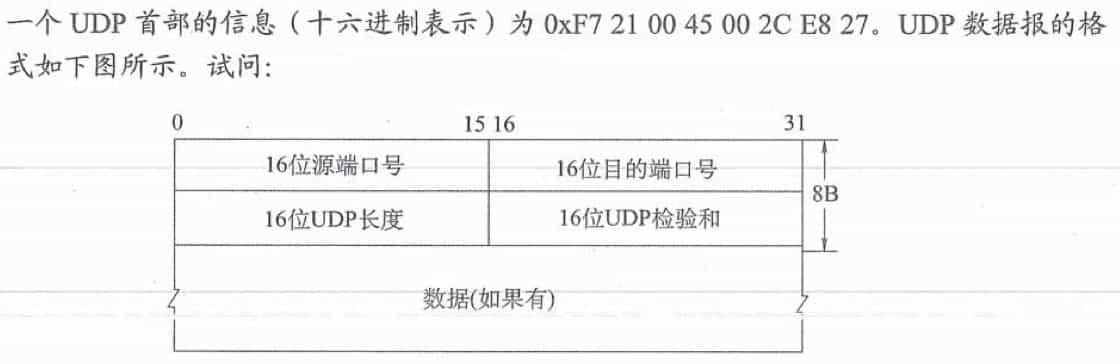 一个 UDP 首部的信息（十六进制表示）为 0xF7 21 00 45 00 2C E8 27。UDP 数据报的格
式如下图所示。试问：
0 15 16 31
16位源端口号 16位目的端口号
8B
16位UDP长度 16位UDP检验和
数据(如果有)